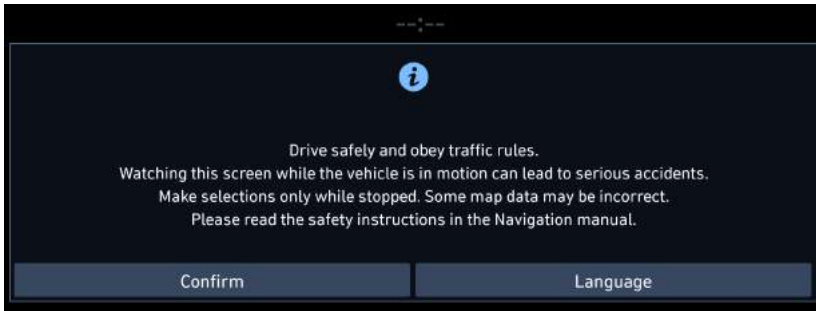 --:--
i
Drive safely and obey traffic rules.
Watching this screen while the vehicle is in motion can lead to serious accidents.
Make selections only while stopped. Some map data may be incorrect.
Please read the safety instructions in the Navigation manual.
Confirm Language